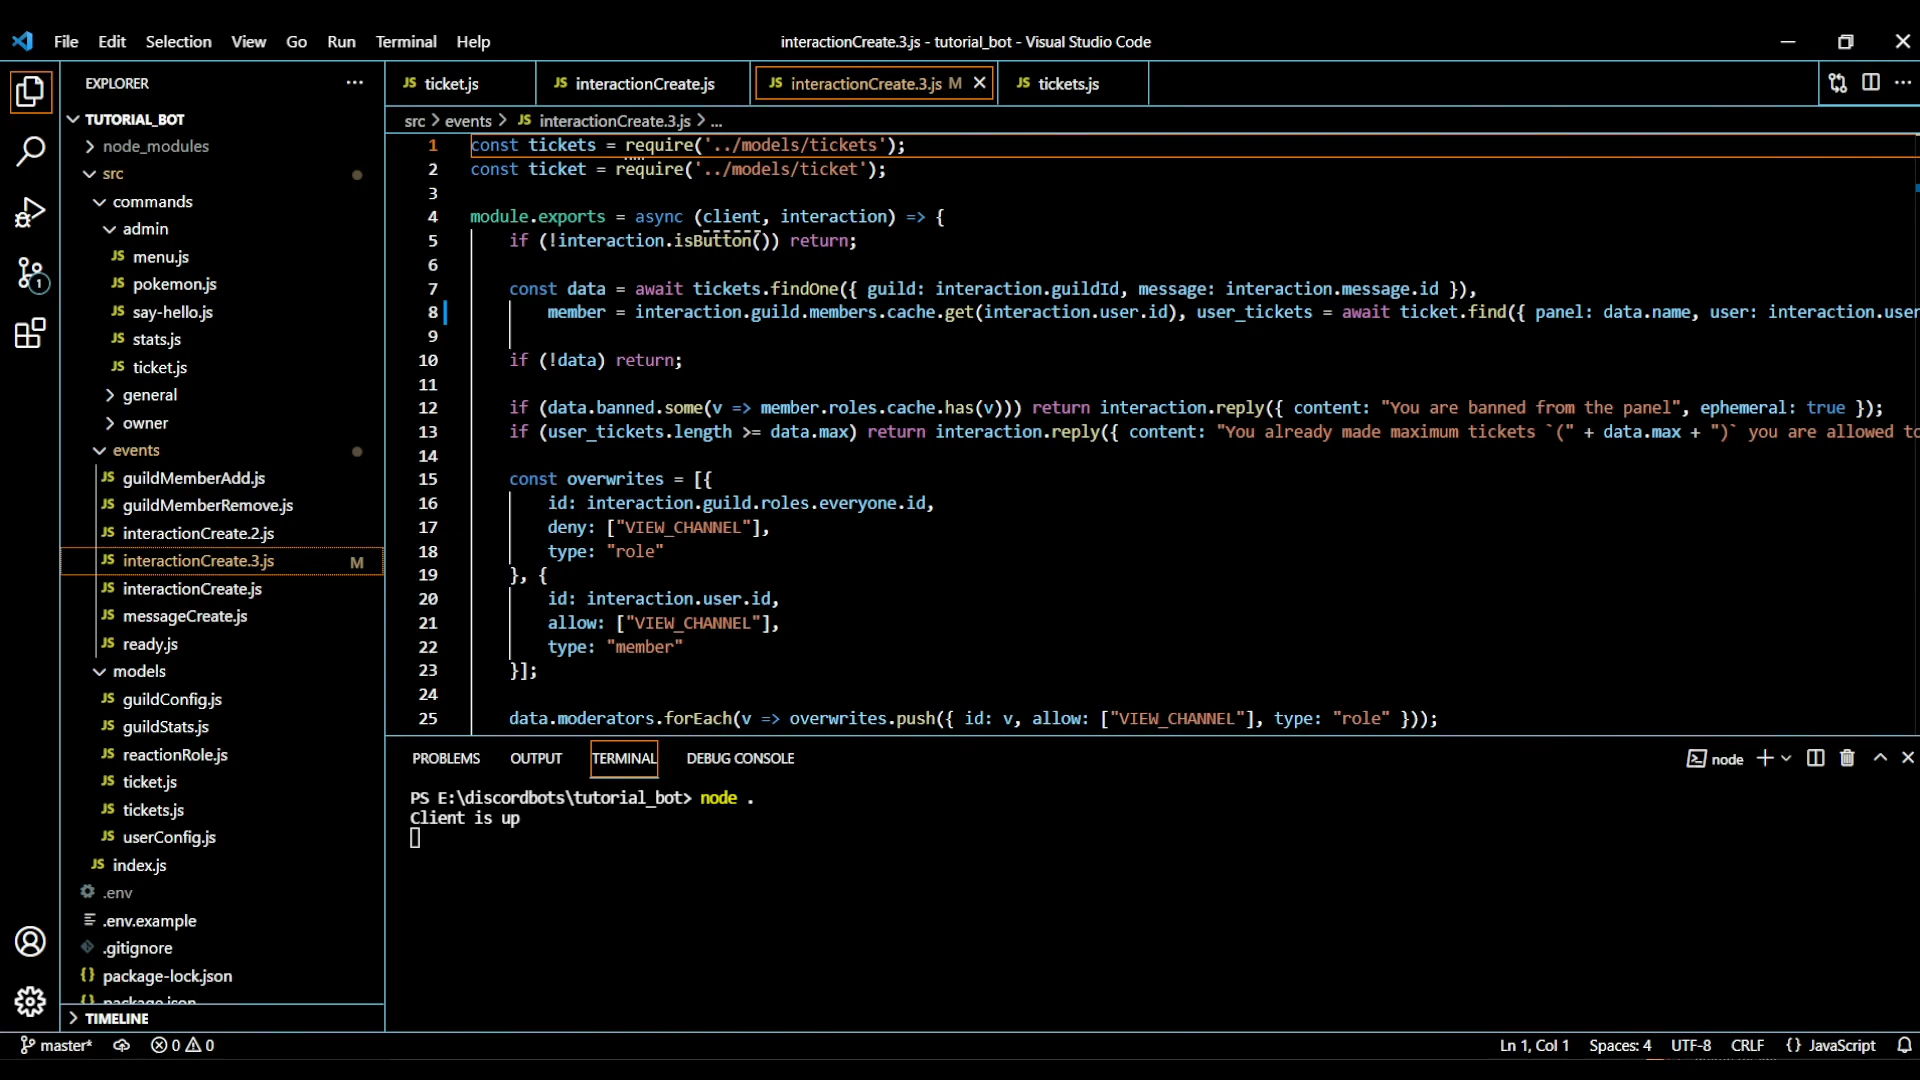 File Edit Selection View Go Run Terminal Help
interactionCreate.3.js - tutorial_bot - Visual Studio Code
EXPLORER
TUTORIAL_BOT
node_modules
src
commands
admin
JS menu.js
JS pokemon.js
JS say-hello.js
JS stats.js
JS ticket.js
general
owner
events
JS guildMemberAdd.js
JS guildMemberRemove.js
JS interactionCreate.2.js
JS interactionCreate.3.js M
JS interactionCreate.js
JS messageCreate.js
JS ready.js
models
JS guildConfig.js
JS guildStats.js
JS reactionRole.js
JS ticket.js
JS tickets.js
JS userConfig.js
JS index.js
.env
.env.example
.gitignore
{} package-lock.json
{} package.json
TIMELINE
1
JS ticket.js JS interactionCreate.js JS interactionCreate.3.js M JS tickets.js
src > events > JS interactionCreate.3.js > ...
1 const tickets = require('../models/tickets');
2 const ticket = require('../models/ticket');
3
4 module.exports = async (client, interaction) => {
5 if (!interaction.isButton()) return;
6
7 const data = await tickets.findOne({ guild: interaction.guildId, message: interaction.message.id }),
8 member = interaction.guild.members.cache.get(interaction.user.id), user_tickets = await ticket.find({ panel: data.name, user: interaction.user
9
10 if (!data) return;
11
12 if (data.banned.some(v => member.roles.cache.has(v))) return interaction.reply({ content: "You are banned from the panel", ephemeral: true });
13 if (user_tickets.length >= data.max) return interaction.reply({ content: "You already made maximum tickets `(" + data.max + ")` you are allowed to
14
15 const overwrites = [{
16 id: interaction.guild.roles.everyone.id,
17 deny: ["VIEW_CHANNEL"],
18 type: "role"
19 }, {
20 id: interaction.user.id,
21 allow: ["VIEW_CHANNEL"],
22 type: "member"
23 }];
24
25 data.moderators.forEach(v => overwrites.push({ id: v, allow: ["VIEW_CHANNEL"], type: "role" }));
PROBLEMS OUTPUT TERMINAL DEBUG CONSOLE
node
PS E:\discordbots\tutorial_bot> node .
Client is up
master* 0 0
Ln 1, Col 1 Spaces: 4 UTF-8 CRLF {} JavaScript